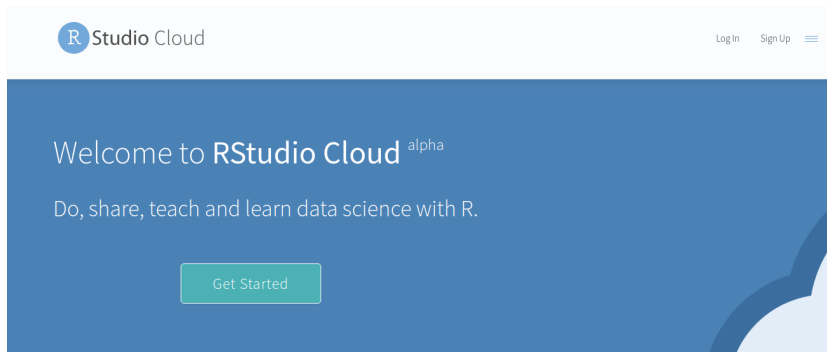 R Studio Cloud
Log In Sign Up
Welcome to RStudio Cloud alpha
Do, share, teach and learn data science with R.
Get Started